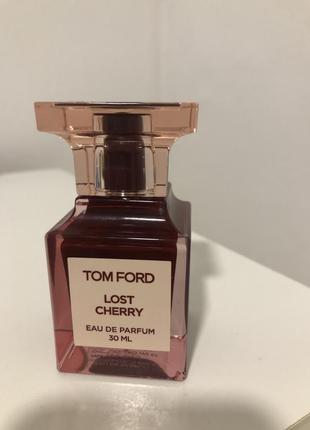 TOM FORD
LOST
CHERRY
EAU DE PARFUM
30 ML